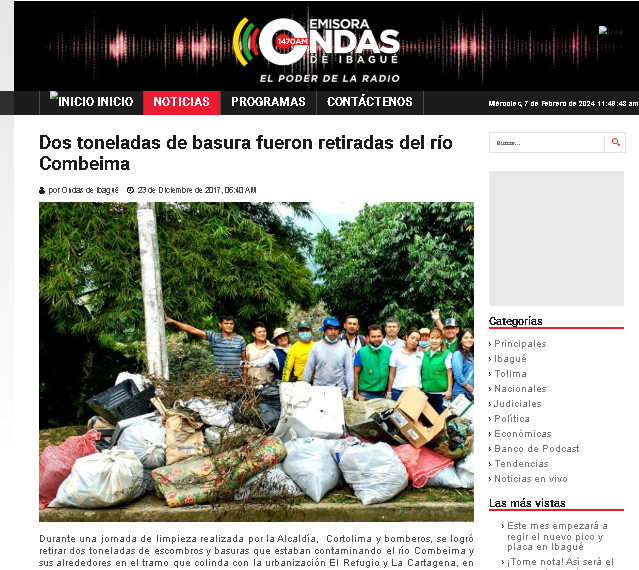 EMISORA
ONDAS
1470AM
DE IBAGUÉ
EL PODER DE LA RADIO
live
INICIO INICIO
NOTICIAS
PROGRAMAS
CONTÁCTENOS
Miércoles, 7 de Febrero de 2024 11:49:48 am
Dos toneladas de basura fueron retiradas del río
Combeima
por Ondas de Ibagué
23 de Diciembre de 2017, 06:40 AM
Durante una jornada de limpieza realizada por la Alcaldía, Cortolima y bomberos, se logró
retirar dos toneladas de escombros y basuras que estaban contaminando el río Combeima y
sus alrededores en el tramo que colinda con la urbanización El Refugio y La Cartagena, en
Buscar...
Categorías
› Principales
› Ibagué
› Tolima
› Nacionales
› Judiciales
› Política
› Económicas
› Banco de Podcast
› Tendencias
› Noticias en vivo
Las más vistas
› Este mes empezará a
regir el nuevo pico y
placa en Ibagué
› ¡Tome nota! Así será el